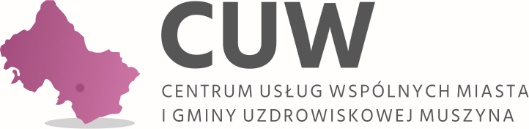 CUW
CENTRUM USŁUG WSPÓLNYCH MIASTA
I GMINY UZDROWISKOWEJ MUSZYNA